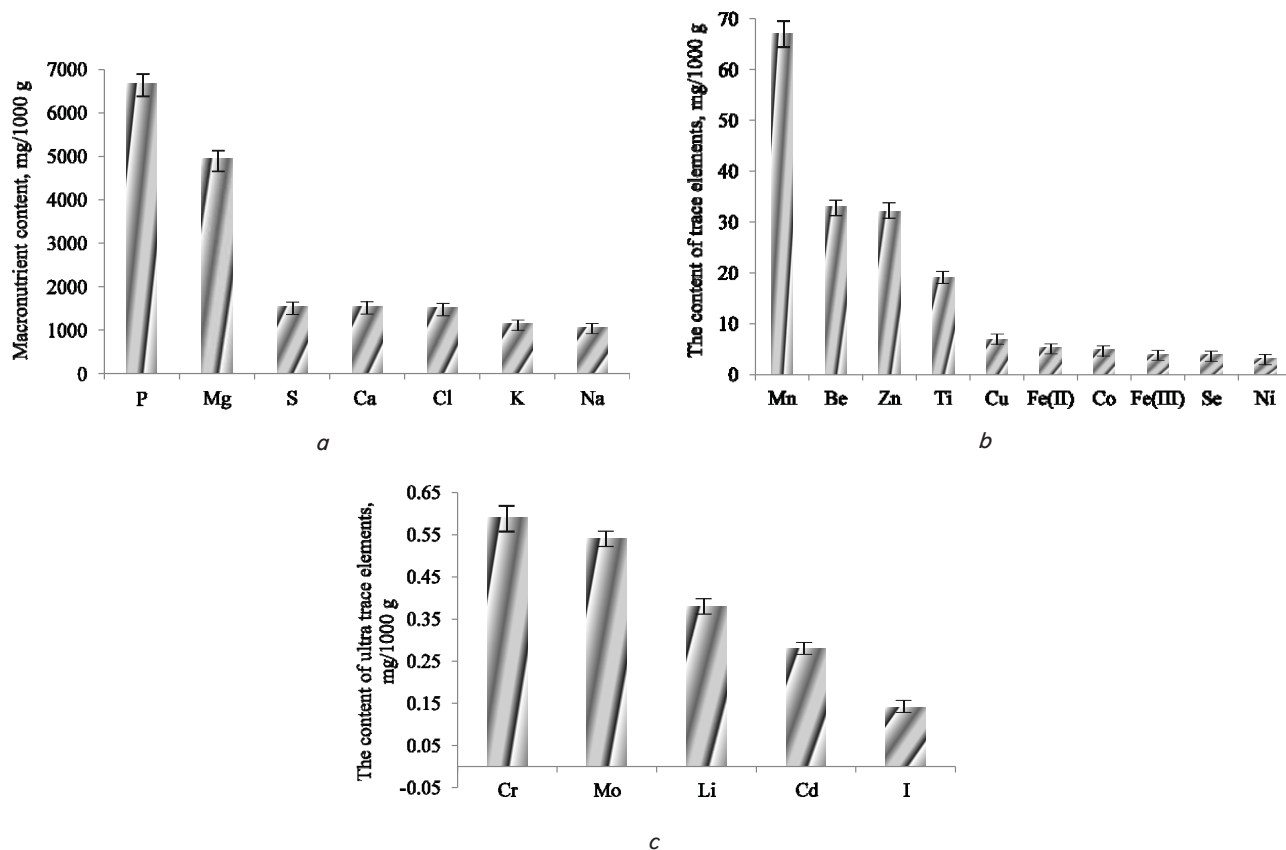 Macronutrient content, mg/1000 g
7000
6000
5000
4000
3000
2000
1000
0
P Mg S Ca Cl K Na
a
The content of trace elements, mg/1000 g
70
60
50
40
30
20
10
0
Mn Be Zn Ti Cu Fe(II) Co Fe(III) Se Ni
b
The content of ultra trace elements,
mg/1000 g
0.65
0.55
0.45
0.35
0.25
0.15
0.05
-0.05
Cr Mo Li Cd I
c